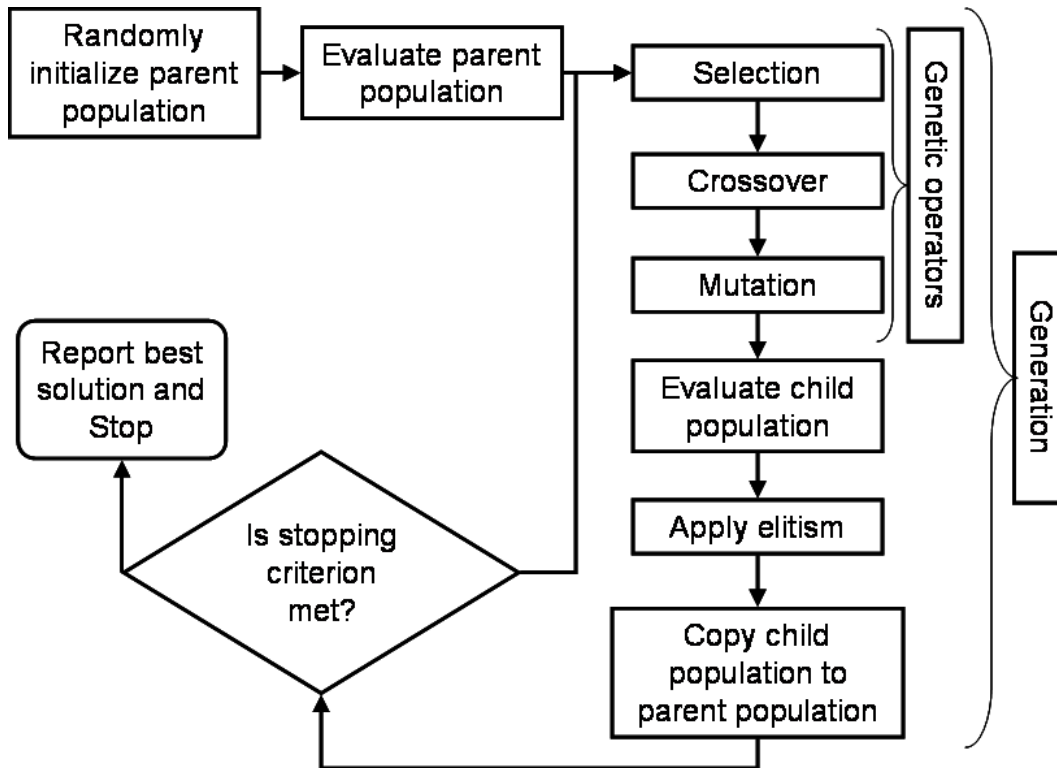 Randomly
initialize parent
population
Evaluate parent
population
Selection
Crossover
Mutation
Genetic operators
Evaluate child
population
Apply elitism
Copy child
population to
parent population
Generation
Is stopping
criterion
met?
Report best
solution and
Stop